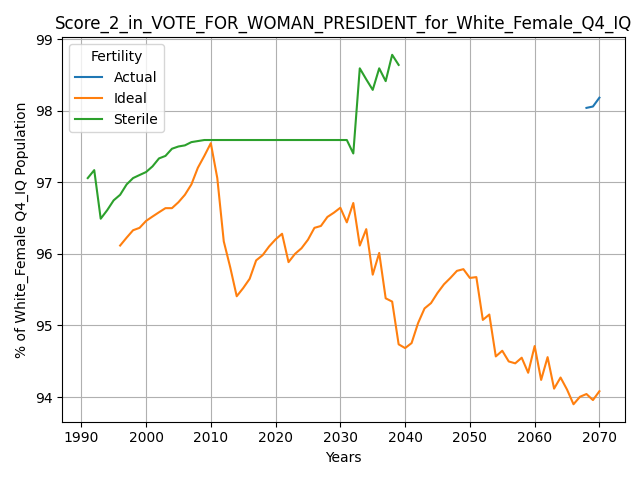 Score_2_in_VOTE_FOR_WOMAN_PRESIDENT_for_White_Female_Q4_IQ
Fertility
Actual
Ideal
Sterile
% of White_Female Q4_IQ Population
99
98
97
96
95
94
1990 2000 2010 2020 2030 2040 2050 2060 2070
Years